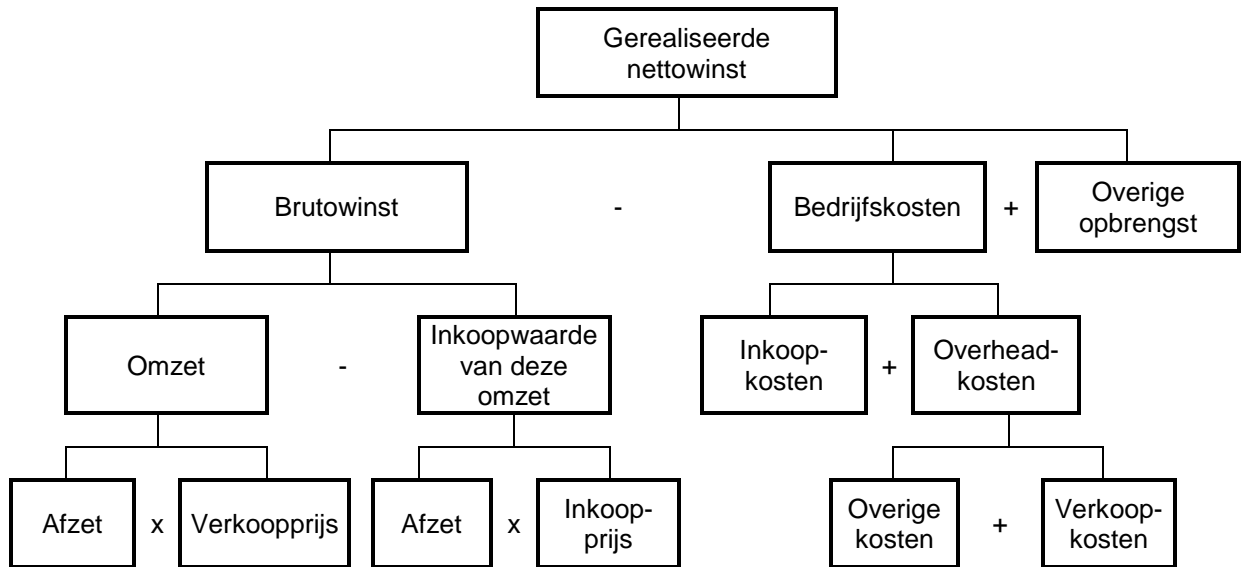 Gerealiseerde
nettowinst
Brutowinst
-
Bedrijfskosten
+
Overige
opbrengst
Omzet
-
Inkoopwaarde
van deze
omzet
Inkoop-
kosten
+
Overhead-
kosten
Afzet
x
Verkoopprijs
Afzet
x
Inkoop-
prijs
Overige
kosten
+
Verkoop-
kosten